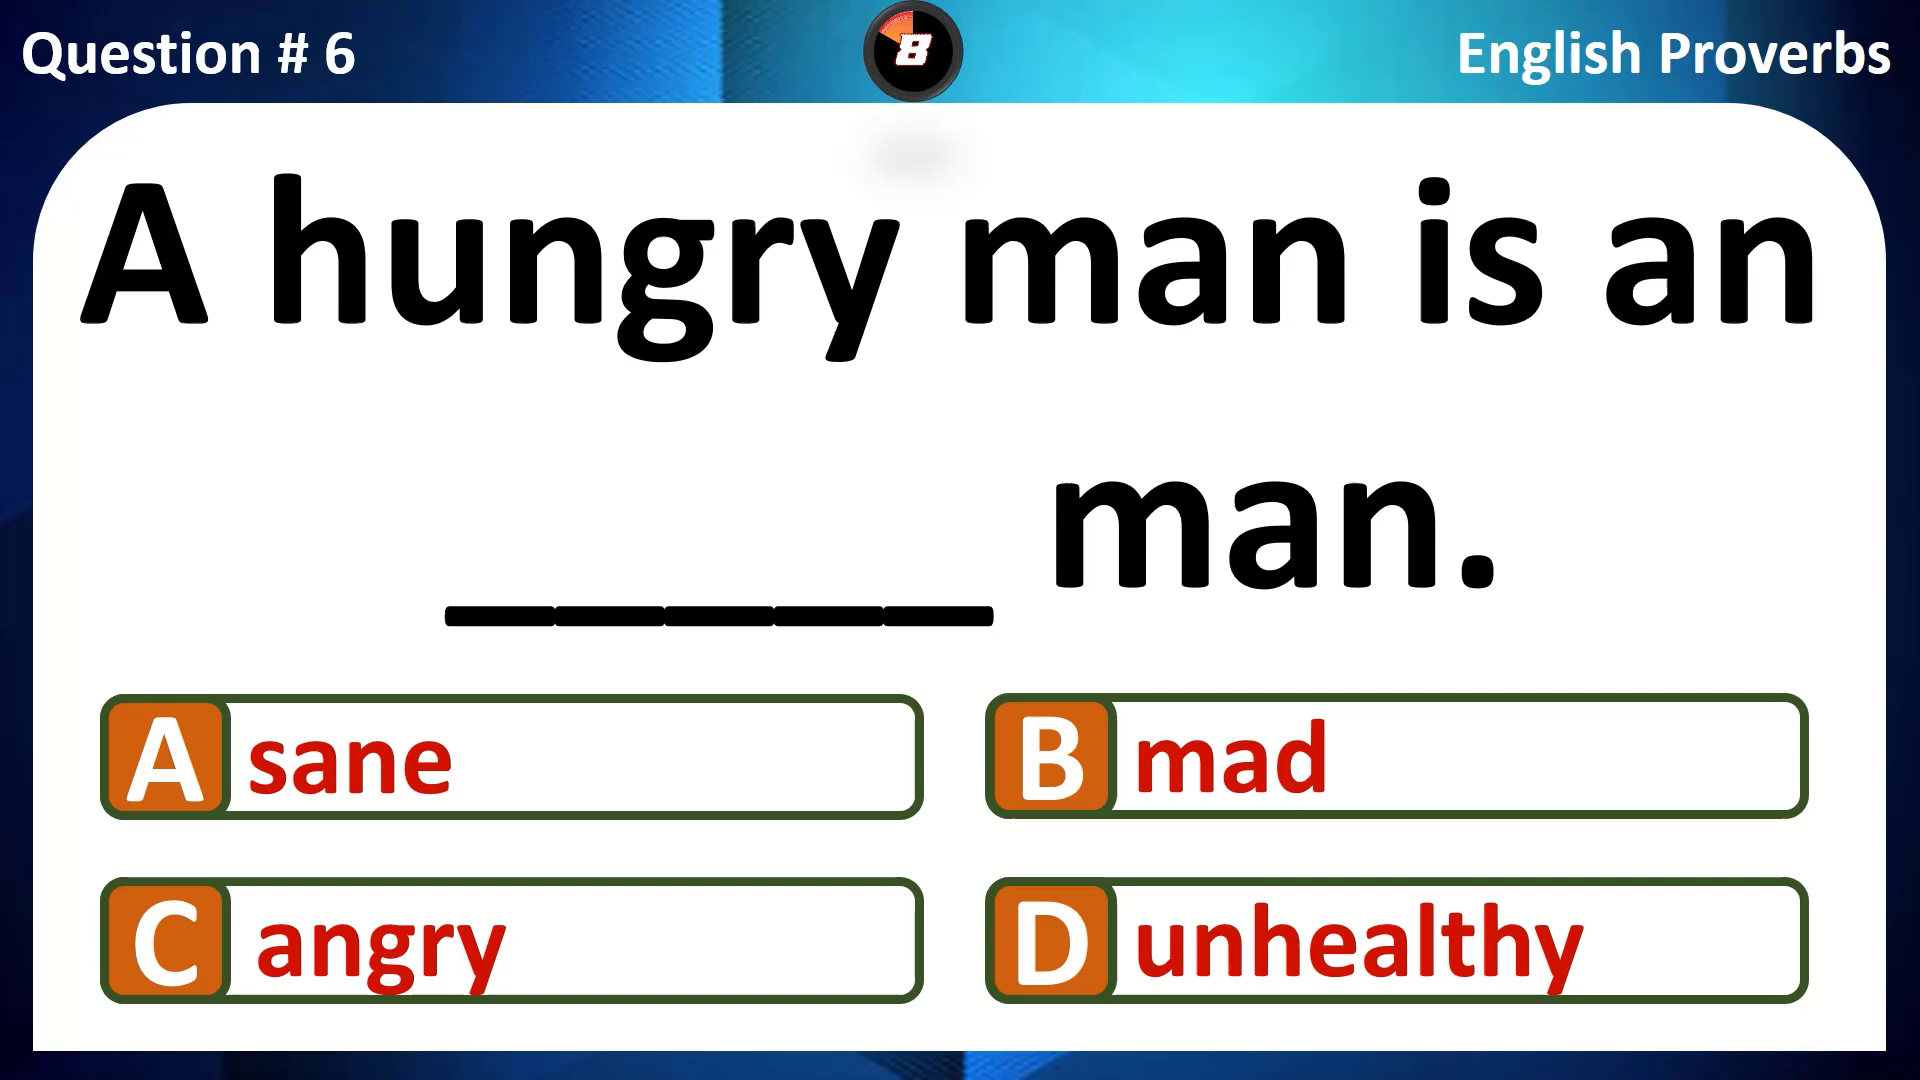 Question # 6
8
English Proverbs
A hungry man is an
_____ man.
A sane
B mad
C angry
D unhealthy